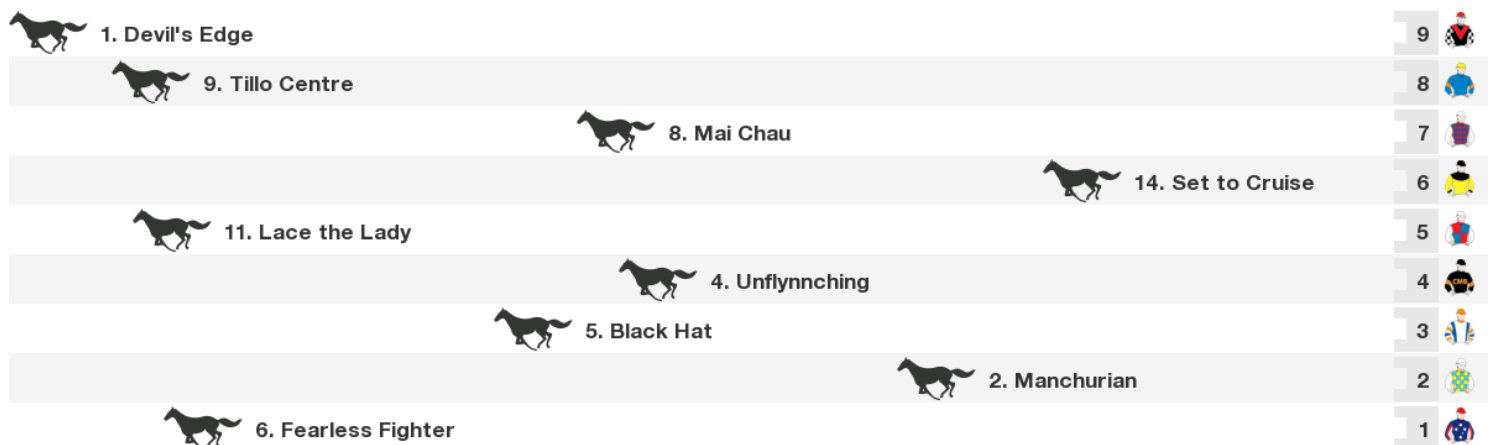 1. Devil's Edge 9
9. Tillo Centre 8
8. Mai Chau 7
14. Set to Cruise 6
11. Lace the Lady 5
4. Unflynnching 4 CMB
5. Black Hat 3
2. Manchurian 2
6. Fearless Fighter 1